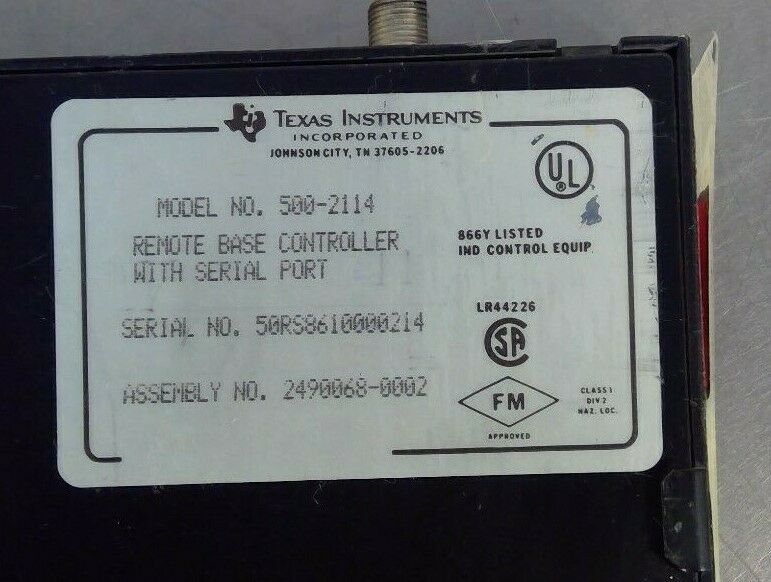 TEXAS INSTRUMENTS
INCORPORATED
JOHNSON CITY, TN 37605-2206
UL
®
MODEL NO. 500-2114
REMOTE BASE CONTROLLER
WITH SERIAL PORT
866Y LISTED
IND CONTROL EQUIP
SERIAL NO. 50RS8610000214
LR44226
SA
ASSEMBLY NO. 2490068-0002
FM
APPROVED
CLASS I
DIV 2
HAZ. LOC.